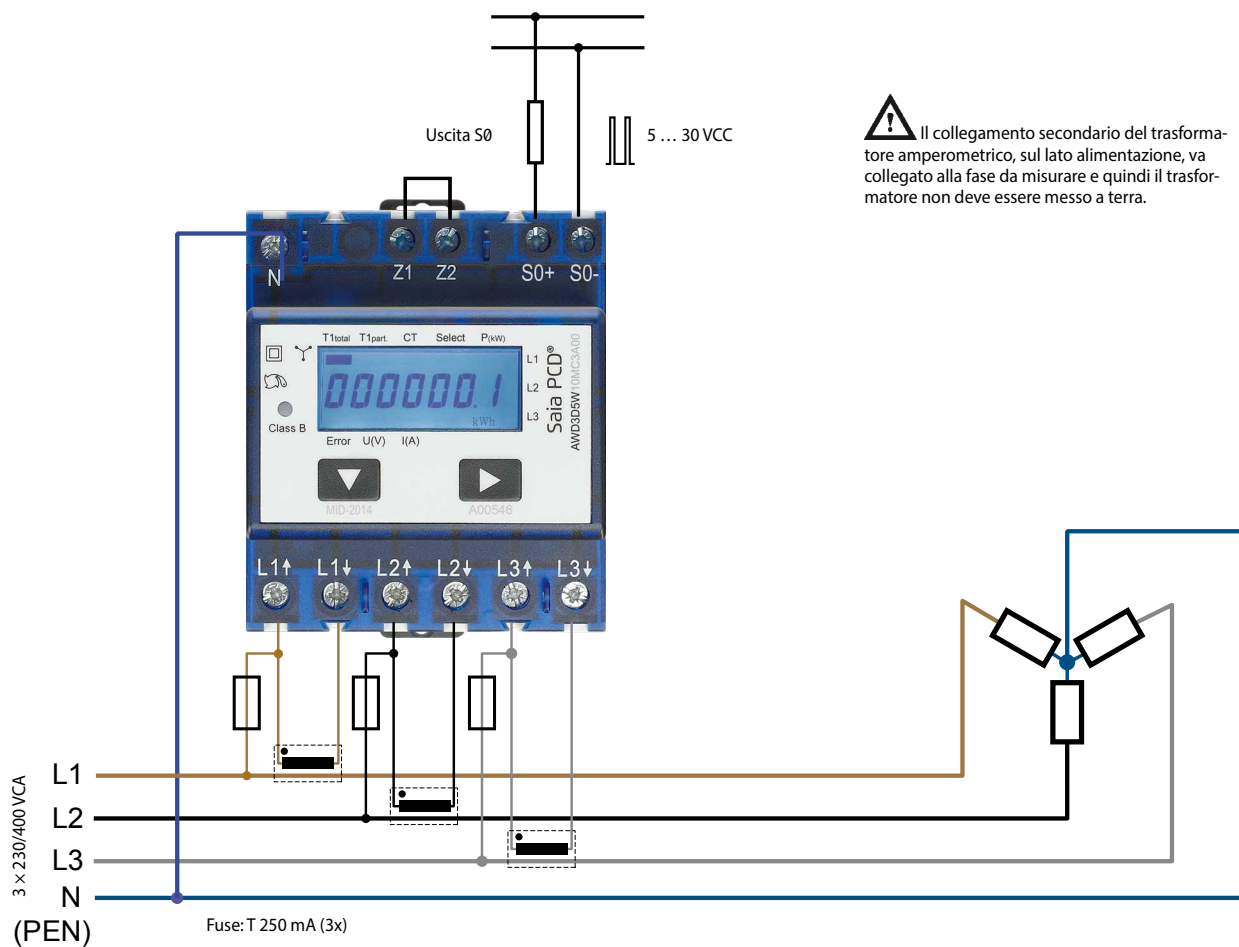 Uscita S0
5 … 30 VCC
Il collegamento secondario del trasforma-
tore amperometrico, sul lato alimentazione, va
collegato alla fase da misurare e quindi il trasfor-
matore non deve essere messo a terra.
N
Z1 Z2 S0+ S0-
T1total T1part. CT Select P(kW)
L1
L2
L3
000000.1
kWh
Class B
Saia PCD®
AWD3D5W10MC3A00
Error U(V) I(A)
MID-2014 A00546
L1↑ L1↓ L2↑ L2↓ L3↑ L3↓
3 x 230/400 VCA
L1
L2
L3
N
(PEN)
Fuse: T 250 mA (3x)